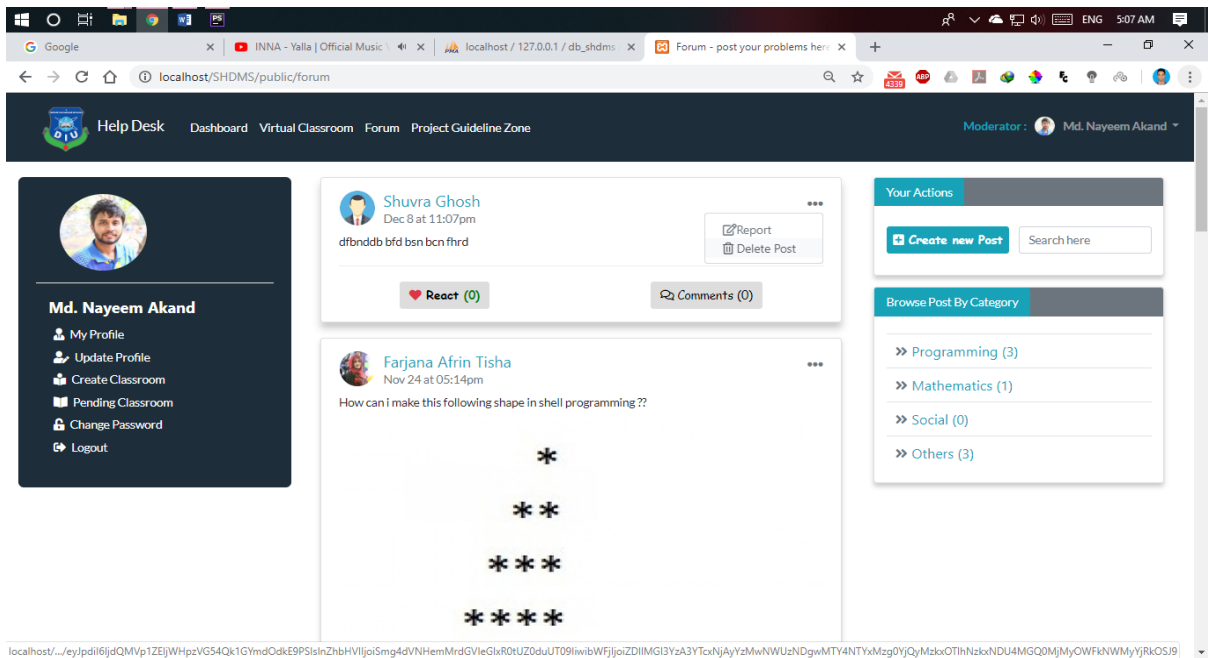 ENG 5:07 AM
Google
INNA - Yalla | Official Music
localhost / 127.0.0.1 / db_shdms
Forum - post your problems here
localhost/SHDMS/public/forum
4339
ABP
DIU
Help Desk Dashboard Virtual Classroom Forum Project Guideline Zone
Moderator : Md. Nayeem Akand
Md. Nayeem Akand
My Profile
Update Profile
Create Classroom
Pending Classroom
Change Password
Logout
Shuvra Ghosh
Dec 8 at 11:07pm
dfbnddb bfd bsn bcn fhrd
Report
Delete Post
React (0)
Comments (0)
Farjana Afrin Tisha
Nov 24 at 05:14pm
How can i make this following shape in shell programming ??
*
**
***
****
Your Actions
Create new Post
Search here
Browse Post By Category
Programming (3)
Mathematics (1)
Social (0)
Others (3)